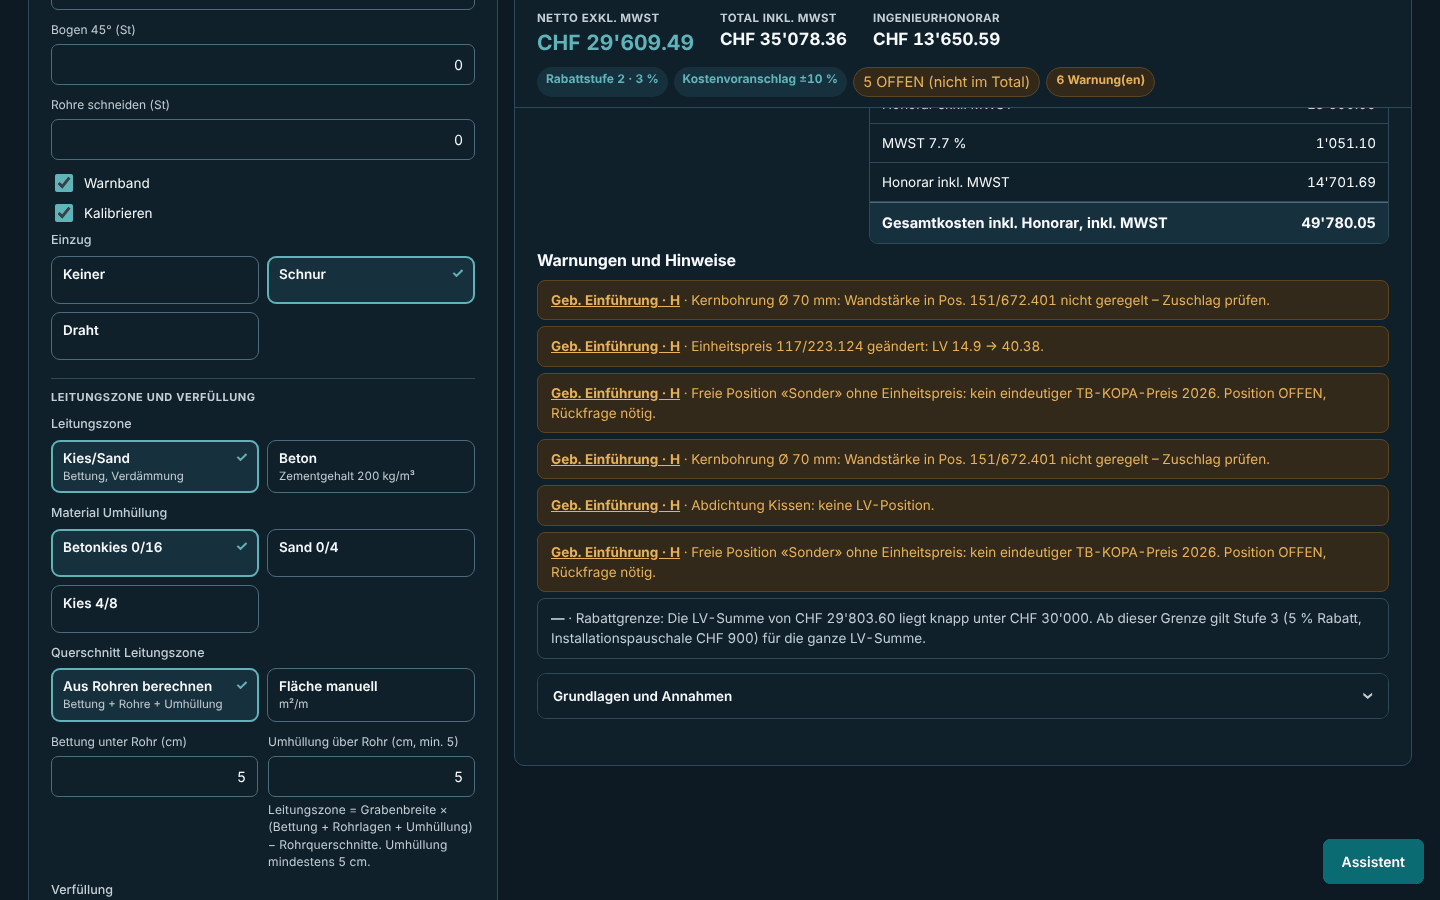 Bogen 45° (St)
0
Rohre schneiden (St)
0
Warnband
Kalibrieren
Einzug
Keiner
Schnur
Draht
LEITUNGSZONE UND VERFÜLLUNG
Leitungszone
Kies/Sand
Bettung, Verdämmung
Beton
Zementgehalt 200 kg/m³
Material Umhüllung
Betonkies 0/16
Sand 0/4
Kies 4/8
Querschnitt Leitungszone
Aus Rohren berechnen
Bettung + Rohre + Umhüllung
Fläche manuell
m²/m
Bettung unter Rohr (cm)
5
Umhüllung über Rohr (cm, min. 5)
5
Leitungszone = Grabenbreite ×
(Bettung + Rohrlagen + Umhüllung)
− Rohrquerschnitte. Umhüllung
mindestens 5 cm.
Verfüllung
NETTO EXKL. MWST
CHF 29'609.49
TOTAL INKL. MWST
CHF 35'078.36
INGENIEURHONORAR
CHF 13'650.59
Rabattstufe 2 · 3 %
Kostenvoranschlag ±10 %
5 OFFEN (nicht im Total)
6 Warnung(en)
MWST 7.7 % 1'051.10
Honorar inkl. MWST 14'701.69
Gesamtkosten inkl. Honorar, inkl. MWST 49'780.05
Warnungen und Hinweise
Geb. Einführung · H · Kernbohrung Ø 70 mm: Wandstärke in Pos. 151/672.401 nicht geregelt – Zuschlag prüfen.
Geb. Einführung · H · Einheitspreis 117/223.124 geändert: LV 14.9 → 40.38.
Geb. Einführung · H · Freie Position «Sonder» ohne Einheitspreis: kein eindeutiger TB-KOPA-Preis 2026. Position OFFEN,
Rückfrage nötig.
Geb. Einführung · H · Kernbohrung Ø 70 mm: Wandstärke in Pos. 151/672.401 nicht geregelt – Zuschlag prüfen.
Geb. Einführung · H · Abdichtung Kissen: keine LV-Position.
Geb. Einführung · H · Freie Position «Sonder» ohne Einheitspreis: kein eindeutiger TB-KOPA-Preis 2026. Position OFFEN,
Rückfrage nötig.
— · Rabattgrenze: Die LV-Summe von CHF 29'803.60 liegt knapp unter CHF 30'000. Ab dieser Grenze gilt Stufe 3 (5 % Rabatt,
Installationspauschale CHF 900) für die ganze LV-Summe.
Grundlagen und Annahmen
Assistent